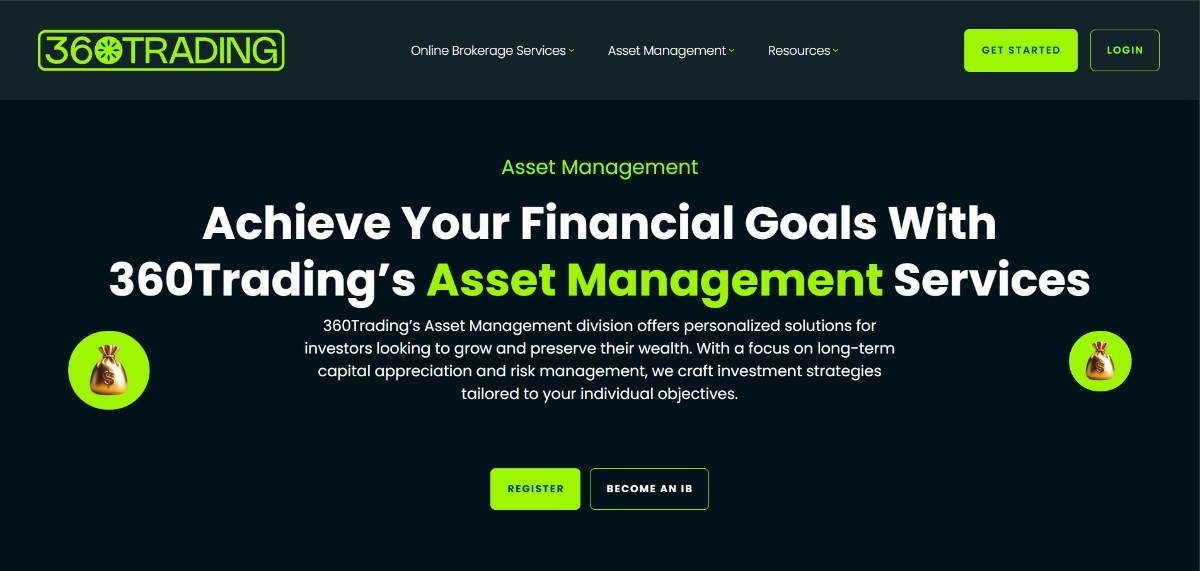 360TRADING
Online Brokerage Services
Asset Management
Resources
GET STARTED
LOGIN
Asset Management
Achieve Your Financial Goals With
360Trading’s Asset Management Services
360Trading’s Asset Management division offers personalized solutions for
investors looking to grow and preserve their wealth. With a focus on long-term
capital appreciation and risk management, we craft investment strategies
tailored to your individual objectives.
$
$
REGISTER
BECOME AN IB